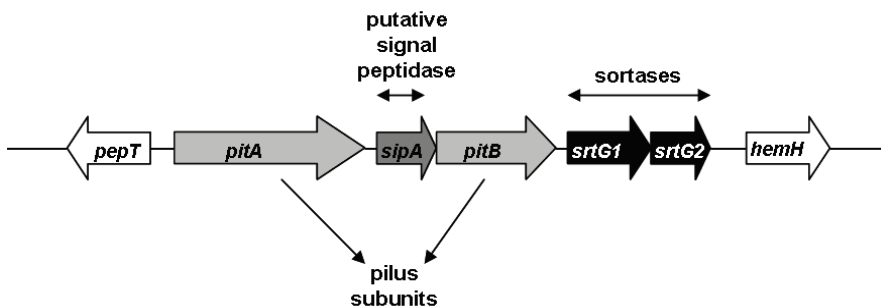 putative
signal
peptidase
sortases
pepT pitA sipA pitB srtG1 srtG2 hemH
pilus
subunits